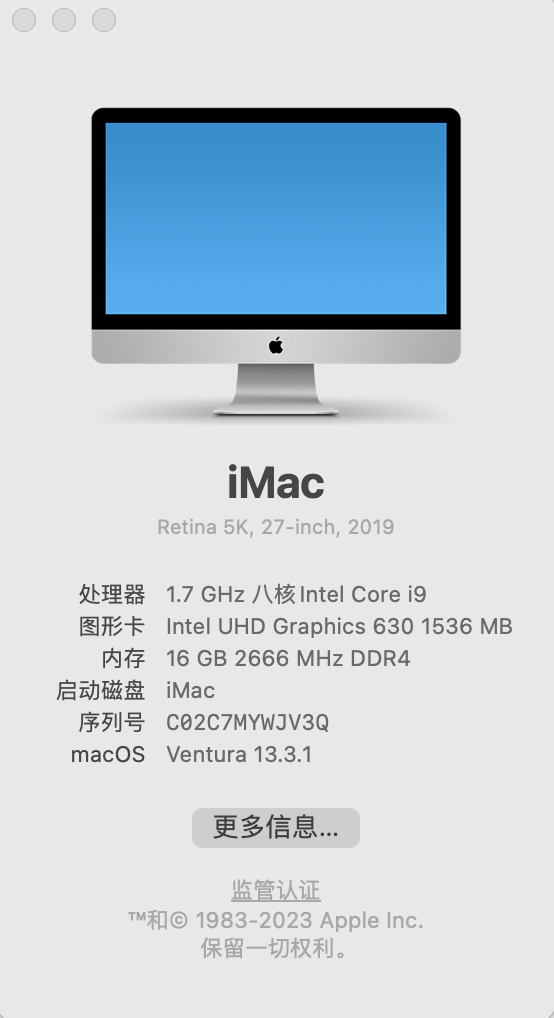 iMac
Retina 5K, 27-inch, 2019
处理器 1.7 GHz 八核Intel Core i9
图形卡 Intel UHD Graphics 630 1536 MB
内存 16 GB 2666 MHz DDR4
启动磁盘 iMac
序列号 C02C7MYWJV3Q
macOS Ventura 13.3.1
更多信息...
监管认证
™和© 1983-2023 Apple Inc.
保留一切权利。